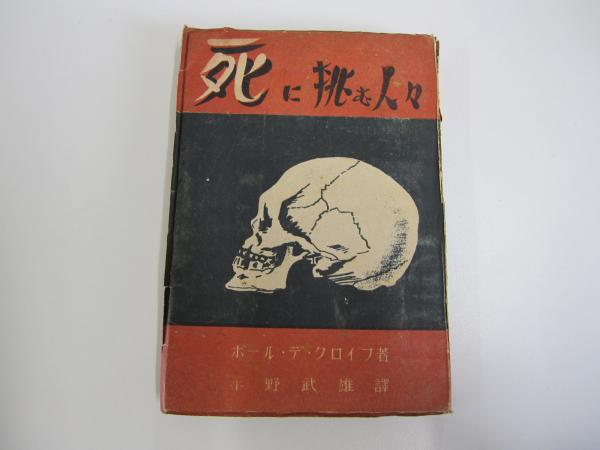 死に挑む人々
ポール・デ・クロイフ著
平野武雄譯